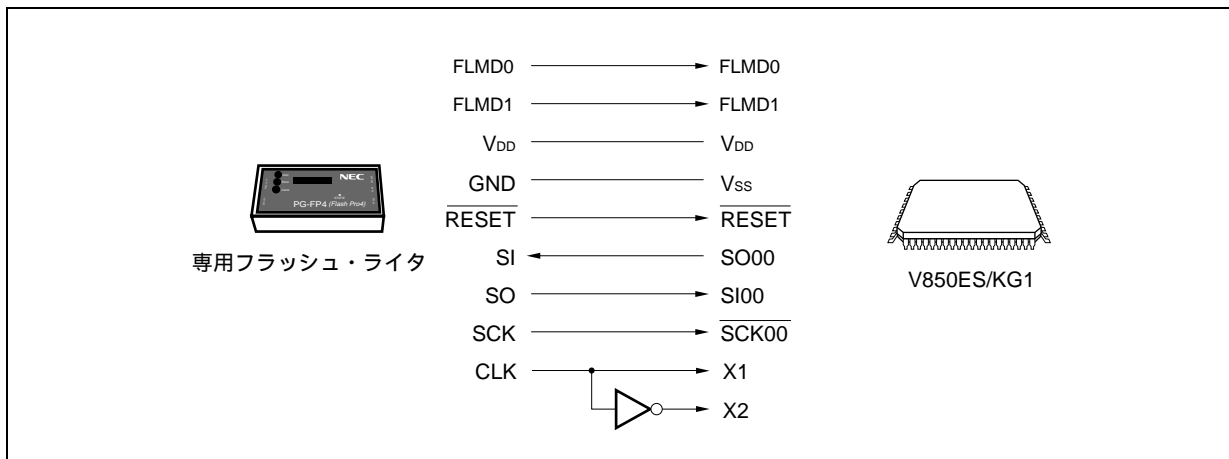 FLMD0 FLMD0
FLMD1 FLMD1
VDD VDD
GND VSS
RESET RESET
SI SO00
SO SI00
SCK SCK00
CLK X1
X2
NEC
PG-FP4 (Flash Pro4)
専用フラッシュ・ライタ
V850ES/KG1